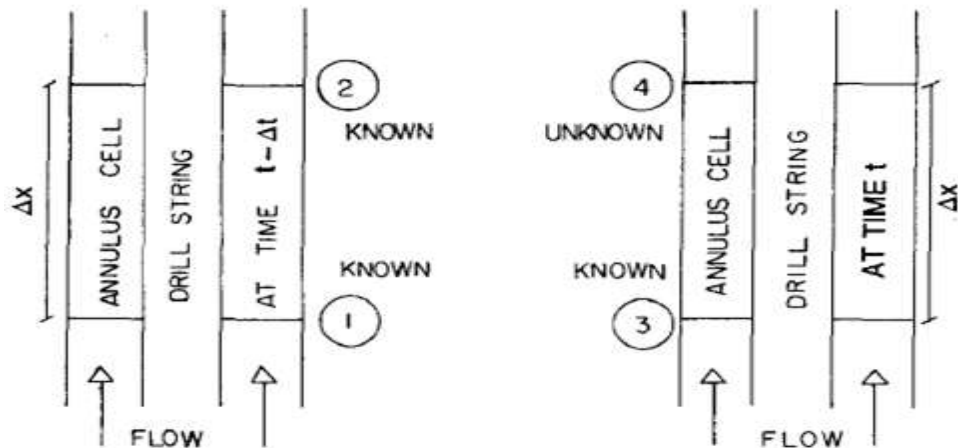 Δx
ANNULUS CELL
DRILL STRING
AT TIME t-Δt
2
KNOWN
KNOWN
1
FLOW
4
UNKNOWN
KNOWN
3
ANNULUS CELL
DRILL STRING
AT TIME t
Δx
FLOW